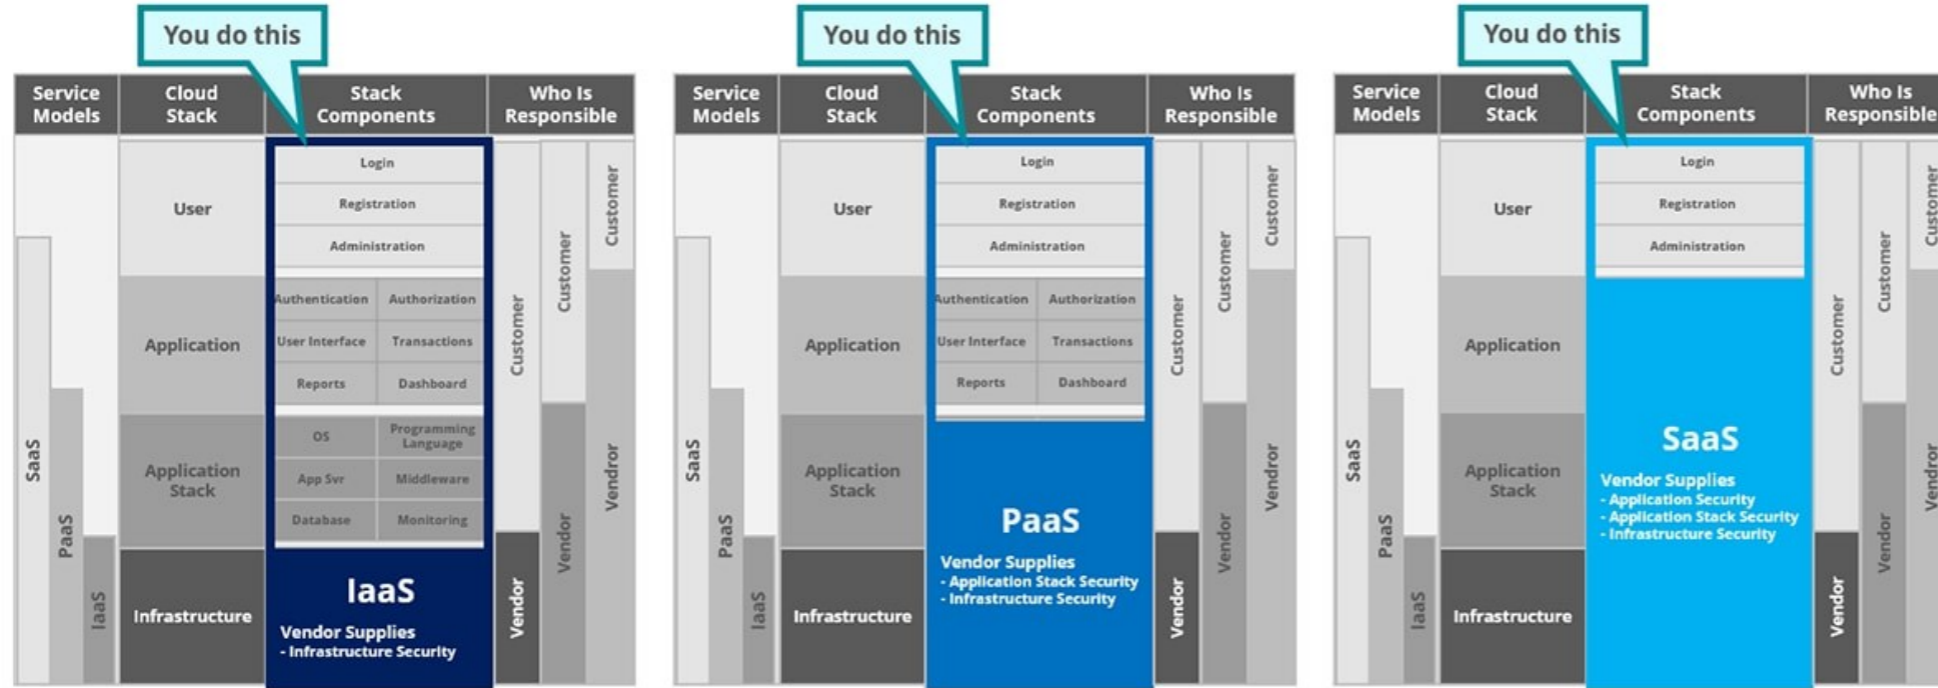 You do this
Service Models
Cloud Stack
Stack Components
Who Is Responsible
SaaS
PaaS
IaaS
User
Application
Application Stack
Infrastructure
Login
Registration
Administration
Authentication Authorization
User Interface Transactions
Reports Dashboard
OS Programming Language
App Svr Middleware
Database Monitoring
IaaS
Vendor Supplies
- Infrastructure Security
Customer
Vendor
Customer
Vendor
Customer
Vendror
You do this
Service Models
Cloud Stack
Stack Components
Who Is Responsible
SaaS
PaaS
IaaS
User
Application
Application Stack
Infrastructure
Login
Registration
Administration
Authentication Authorization
User Interface Transactions
Reports Dashboard
PaaS
Vendor Supplies
- Application Stack Security
- Infrastructure Security
Customer
Vendor
Customer
Vendor
Customer
Vendror
You do this
Service Models
Cloud Stack
Stack Components
Who Is Responsible
SaaS
PaaS
IaaS
User
Application
Application Stack
Infrastructure
Login
Registration
Administration
SaaS
Vendor Supplies
- Application Security
- Application Stack Security
- Infrastructure Security
Customer
Vendor
Customer
Vendor
Customer
Vendror